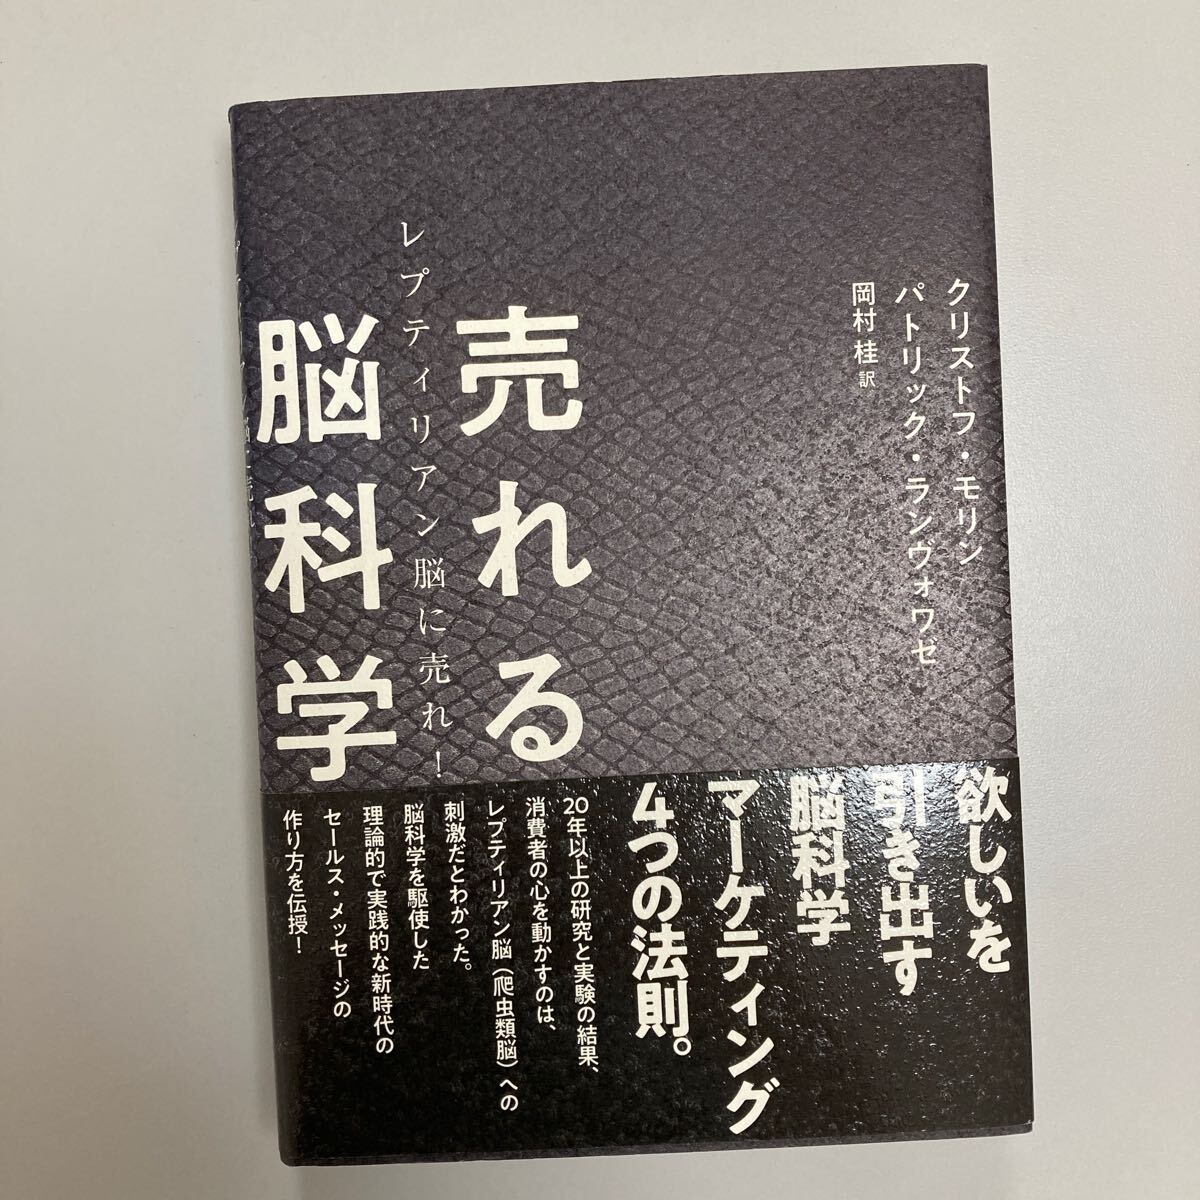 クリストフ・モリン
パトリック・ランヴォワゼ
岡村 桂 訳
売れる
レプティリアン脳に売れ！
脳科学
欲しいを
引き出す
脳科学
マーケティング
4つの法則。
20年以上の研究と実験の結果、
消費者の心を動かすのは、
レプティリアン脳（爬虫類脳）への
刺激だとわかった。
脳科学を駆使した
理論的で実践的な新時代の
セールス・メッセージの
作り方を伝授！